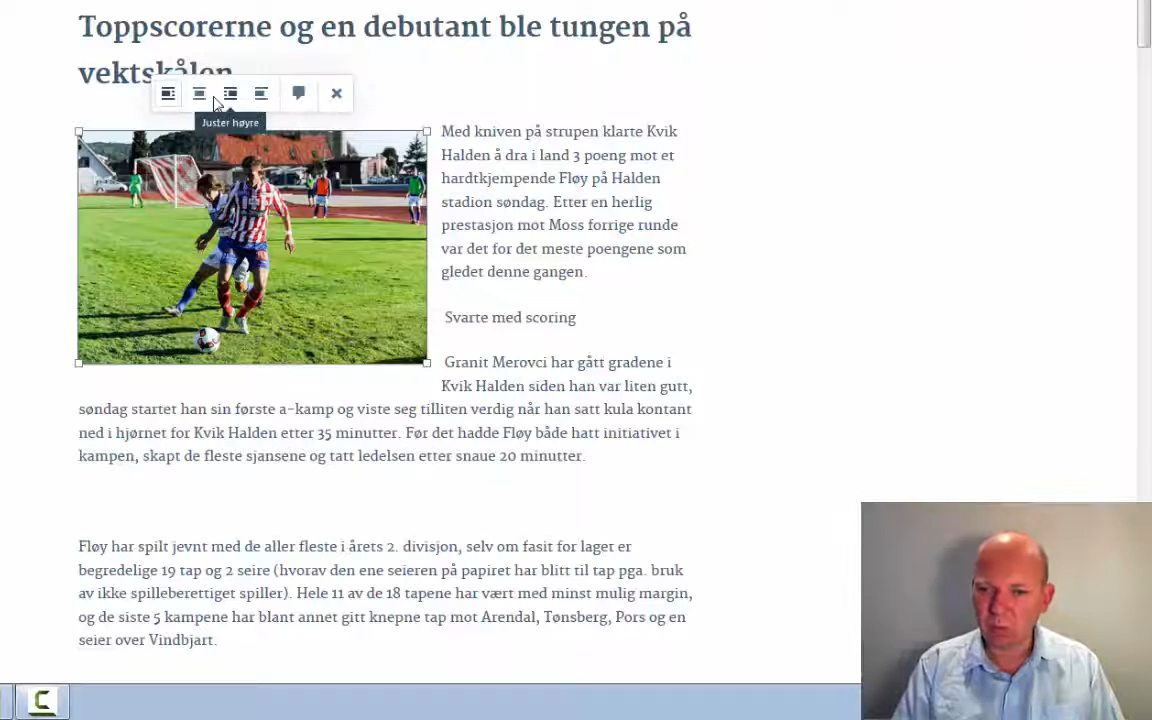 Toppscorerne og en debutant ble tungen på
vektskålen
Juster høyre
Med kniven på strupen klarte Kvik
Halden å dra i land 3 poeng mot et
hardtkjempende Fløy på Halden
stadion søndag. Etter en herlig
prestasjon mot Moss forrige runde
var det for det meste poengene som
gledet denne gangen.
Svarte med scoring
Granit Merovci har gått gradene i
Kvik Halden siden han var liten gutt,
søndag startet han sin første a-kamp og viste seg tilliten verdig når han satt kula kontant
ned i hjørnet for Kvik Halden etter 35 minutter. Før det hadde Fløy både hatt initiativet i
kampen, skapt de fleste sjansene og tatt ledelsen etter snaue 20 minutter.
Fløy har spilt jevnt med de aller fleste i årets 2. divisjon, selv om fasit for laget er
begredelige 19 tap og 2 seire (hvorav den ene seieren på papiret har blitt til tap pga. bruk
av ikke spilleberettiget spiller). Hele 11 av de 18 tapene har vært med minst mulig margin,
og de siste 5 kampene har blant annet gitt knepne tap mot Arendal, Tønsberg, Pors og en
seier over Vindbjart.